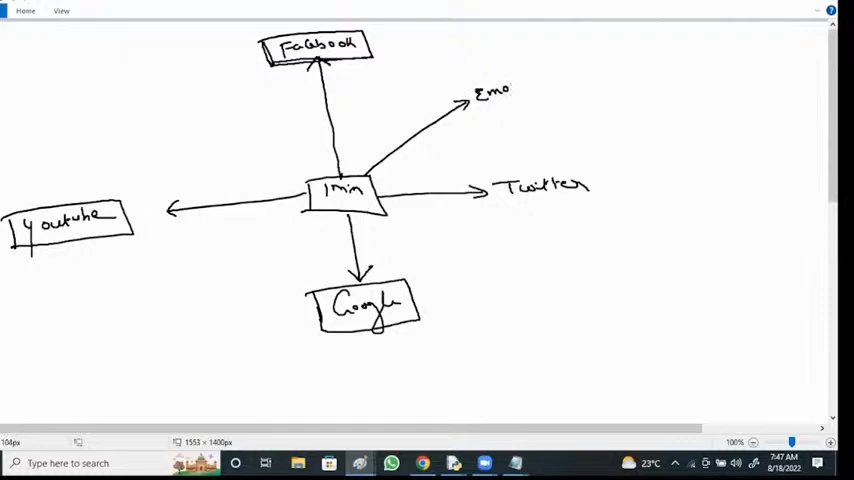 Home
View
Facebook
Emo
1min
Twitter
Youtube
Google
104px
1553 × 1400px
100%
Type here to search
23°C
7:47 AM
8/18/2022